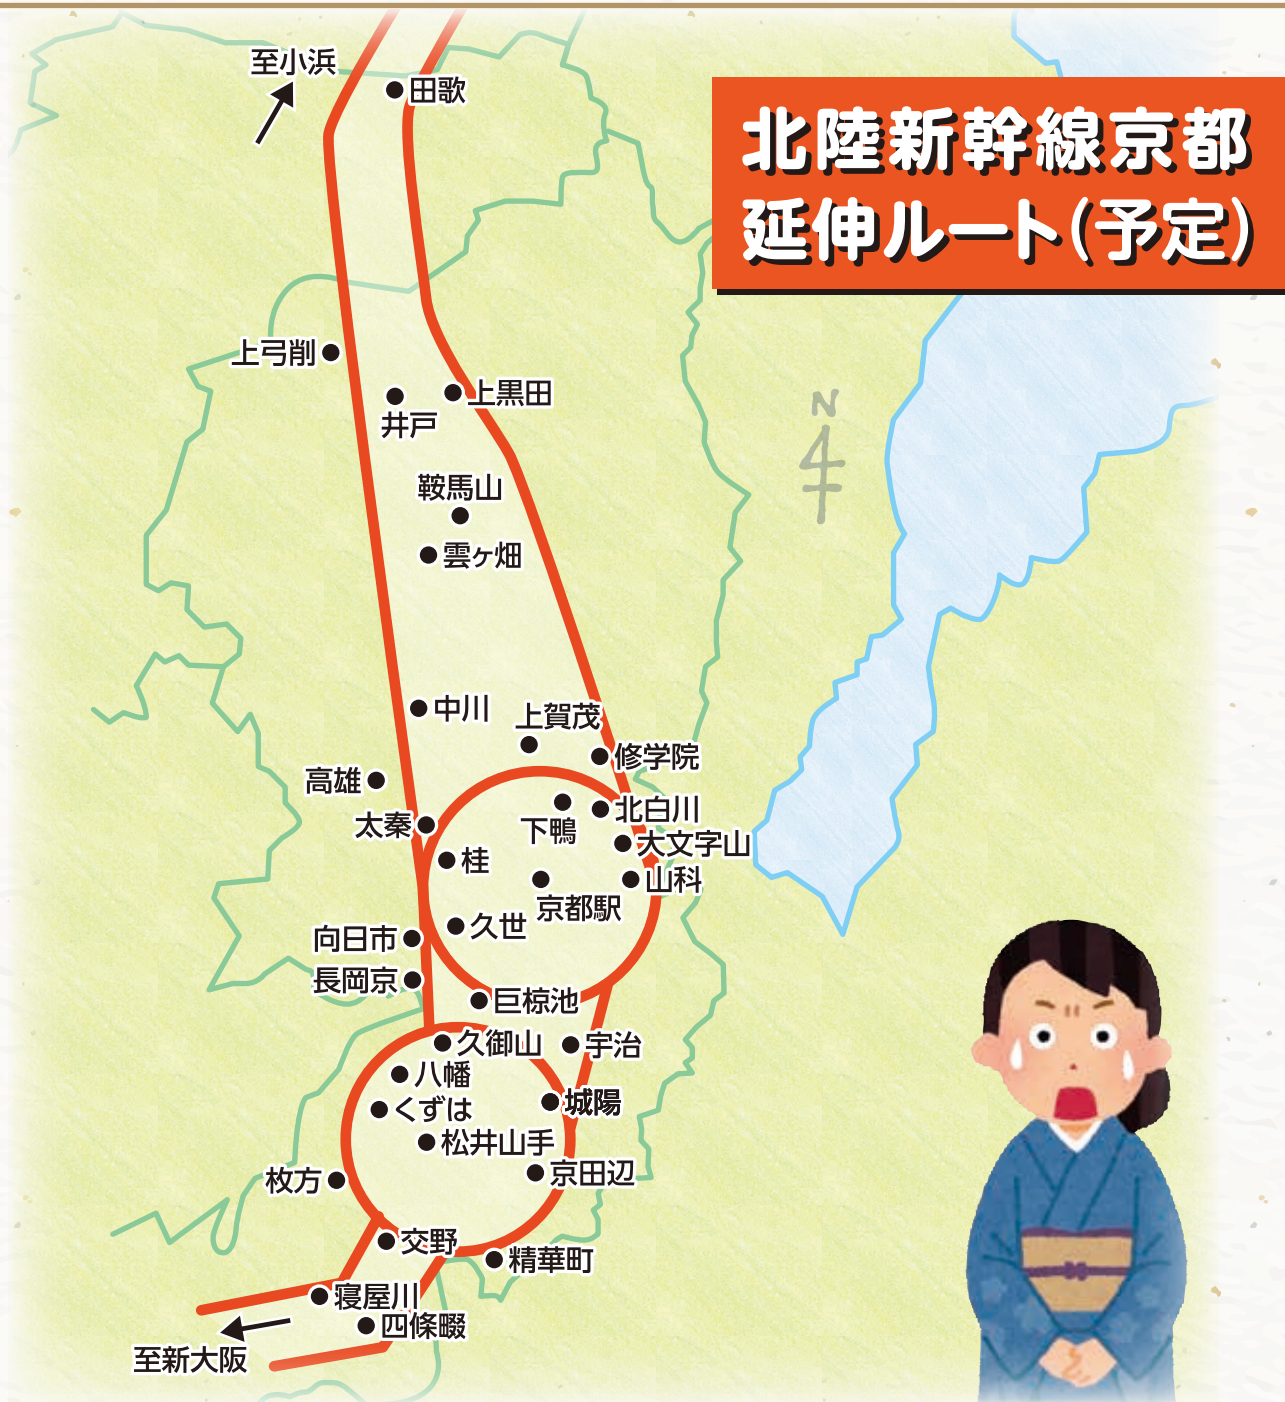 北陸新幹線京都
延伸ルート(予定)
至小浜
田歌
上弓削
井戸
上黒田
N
鞍馬山
雲ヶ畑
中川
上賀茂
修学院
高雄
下鴨
北白川
太秦
大文字山
桂
京都駅
山科
久世
向日市
長岡京
巨椋池
久御山
宇治
八幡
くずは
城陽
松井山手
京田辺
枚方
交野
精華町
寝屋川
四條畷
至新大阪